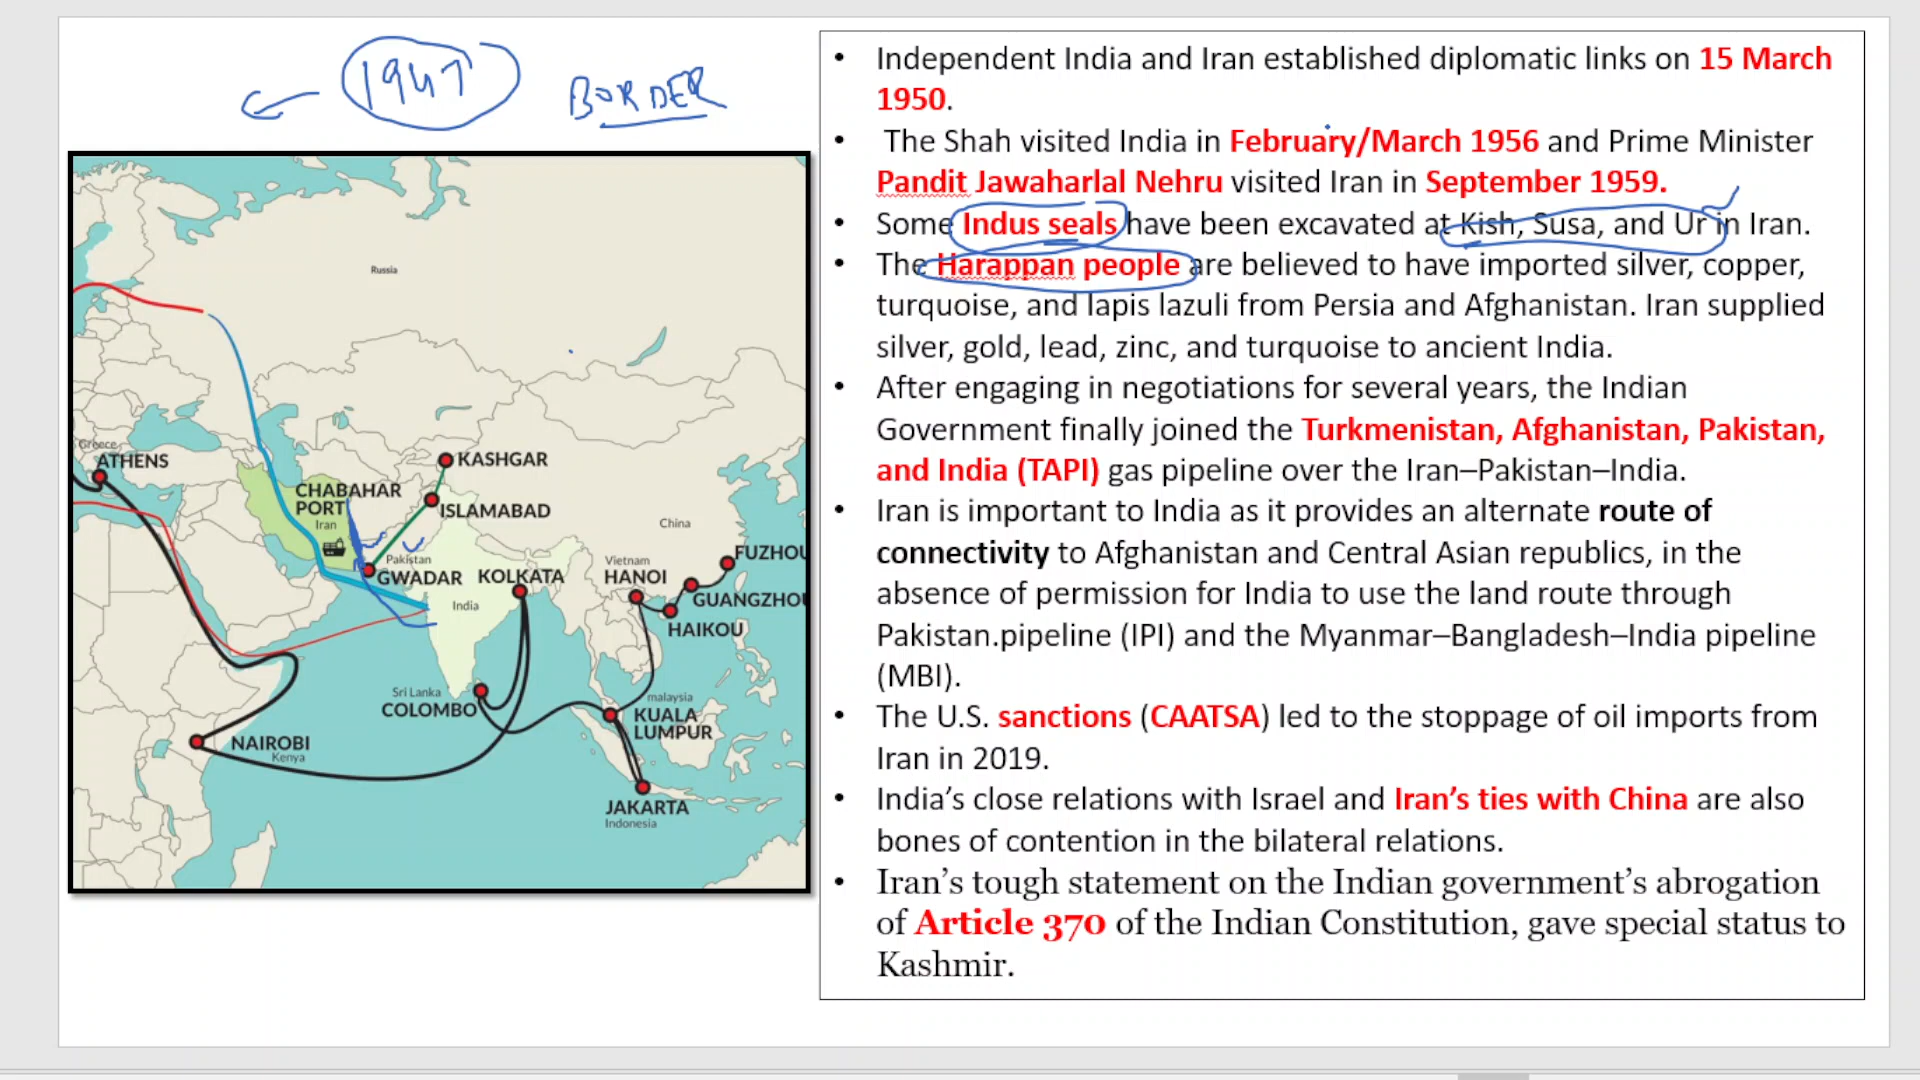 1947 BORDER
• Independent India and Iran established diplomatic links on 15 March
1950.
• The Shah visited India in February/March 1956 and Prime Minister
Pandit Jawaharlal Nehru visited Iran in September 1959.
• Some Indus seals have been excavated at Kish, Susa, and Ur in Iran.
• The Harappan people are believed to have imported silver, copper,
turquoise, and lapis lazuli from Persia and Afghanistan. Iran supplied
silver, gold, lead, zinc, and turquoise to ancient India.
• After engaging in negotiations for several years, the Indian
Government finally joined the Turkmenistan, Afghanistan, Pakistan,
and India (TAPI) gas pipeline over the Iran–Pakistan–India.
• Iran is important to India as it provides an alternate route of
connectivity to Afghanistan and Central Asian republics, in the
absence of permission for India to use the land route through
Pakistan.pipeline (IPI) and the Myanmar–Bangladesh–India pipeline
(MBI).
• The U.S. sanctions (CAATSA) led to the stoppage of oil imports from
Iran in 2019.
• India’s close relations with Israel and Iran’s ties with China are also
bones of contention in the bilateral relations.
• Iran’s tough statement on the Indian government’s abrogation
of Article 370 of the Indian Constitution, gave special status to
Kashmir.
Russia
Greece
ATHENS
KASHGAR
CHABAHAR
PORT
Iran
ISLAMABAD
China
Pakistan
GWADAR
KOLKATA
India
Vietnam
HANOI
FUZHOU
GUANGZHOU
HAIKOU
Sri Lanka
COLOMBO
malaysia
KUALA
LUMPUR
NAIROBI
Kenya
JAKARTA
Indonesia